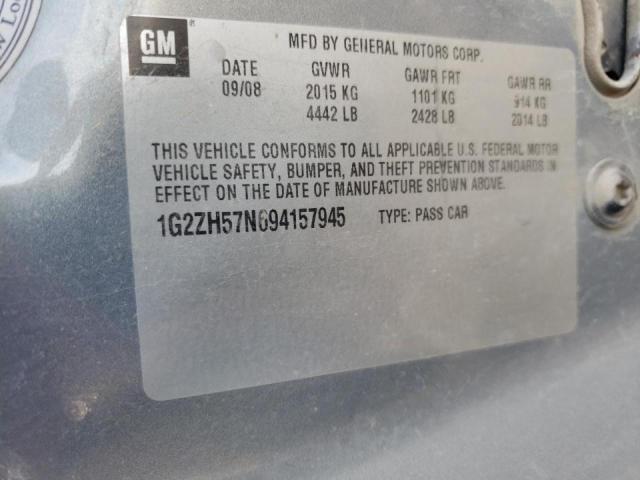 GM
MFD BY GENERAL MOTORS CORP.
DATE GVWR GAWR FRT GAWR RR
09/08 2015 KG 1101 KG 914 KG
4442 LB 2428 LB 2014 LB
THIS VEHICLE CONFORMS TO ALL APPLICABLE U.S. FEDERAL MOTOR
VEHICLE SAFETY, BUMPER, AND THEFT PREVENTION STANDARDS IN
EFFECT ON THE DATE OF MANUFACTURE SHOWN ABOVE.
1G2ZH57N694157945 TYPE: PASS CAR